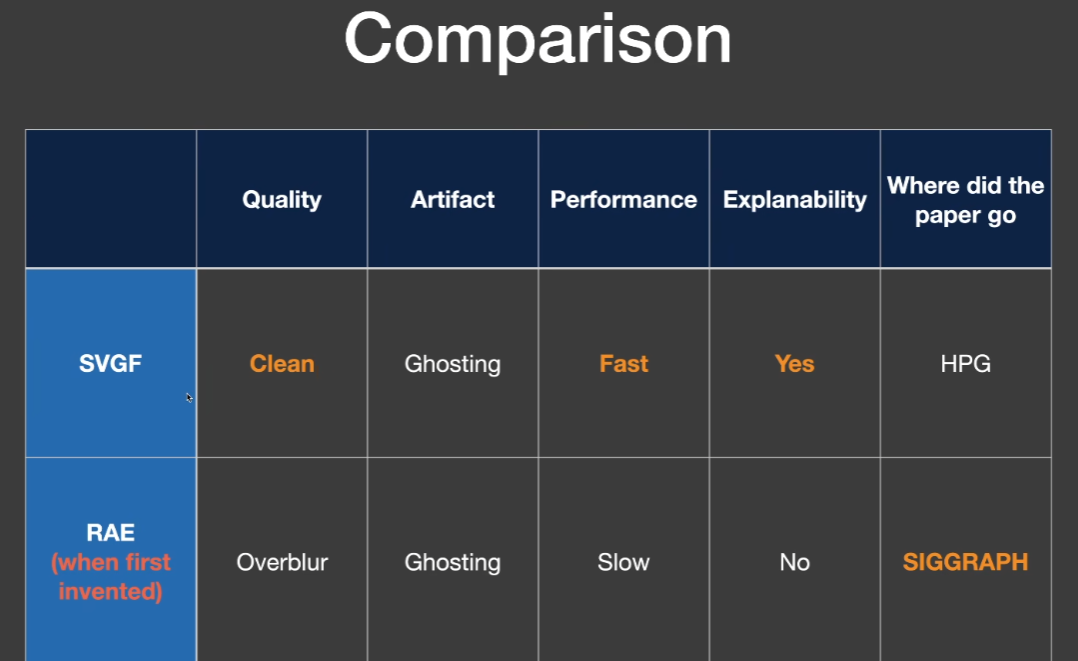 Comparison
Quality
Artifact
Performance
Explanability
Where did the
paper go
SVGF
Clean
Ghosting
Fast
Yes
HPG
RAE
(when first
invented)
Overblur
Ghosting
Slow
No
SIGGRAPH